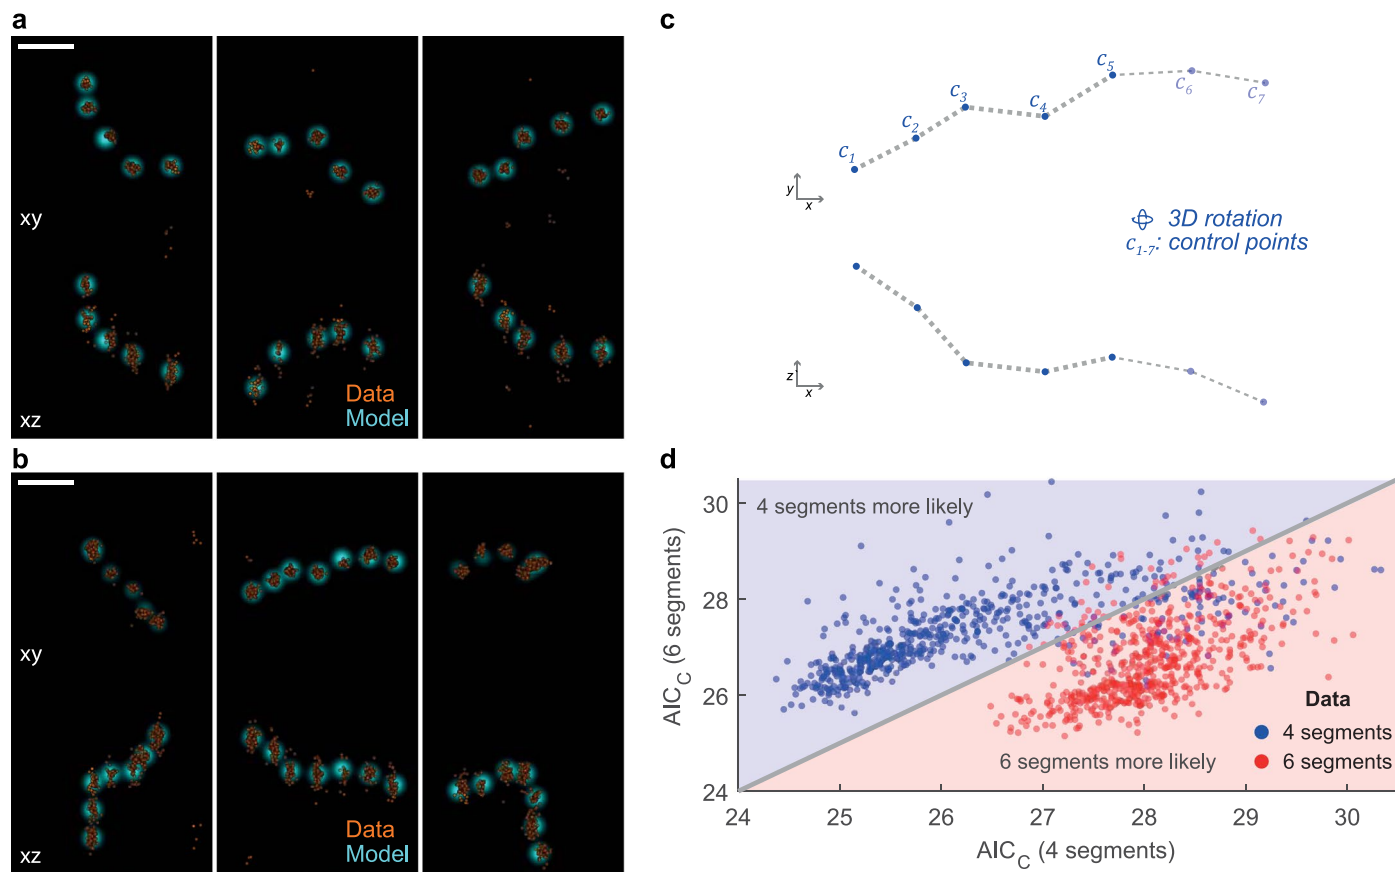 a
xy
xz
Data
Model
b
xy
xz
Data
Model
c
c1
c2
c3
c4
c5
c6
c7
y
x
3D rotation
c1-7: control points
z
x
d
30
28
26
24
AICC (6 segments)
4 segments more likely
6 segments more likely
Data
4 segments
6 segments
24
25
26
27
28
29
30
AICC (4 segments)